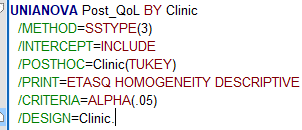 UNIANOVA Post_QoL BY Clinic
/METHOD=SSTYPE(3)
/INTERCEPT=INCLUDE
/POSTHOC=Clinic(TUKEY)
/PRINT=ETASQ HOMOGENEITY DESCRIPTIVE
/CRITERIA=ALPHA(.05)
/DESIGN=Clinic.